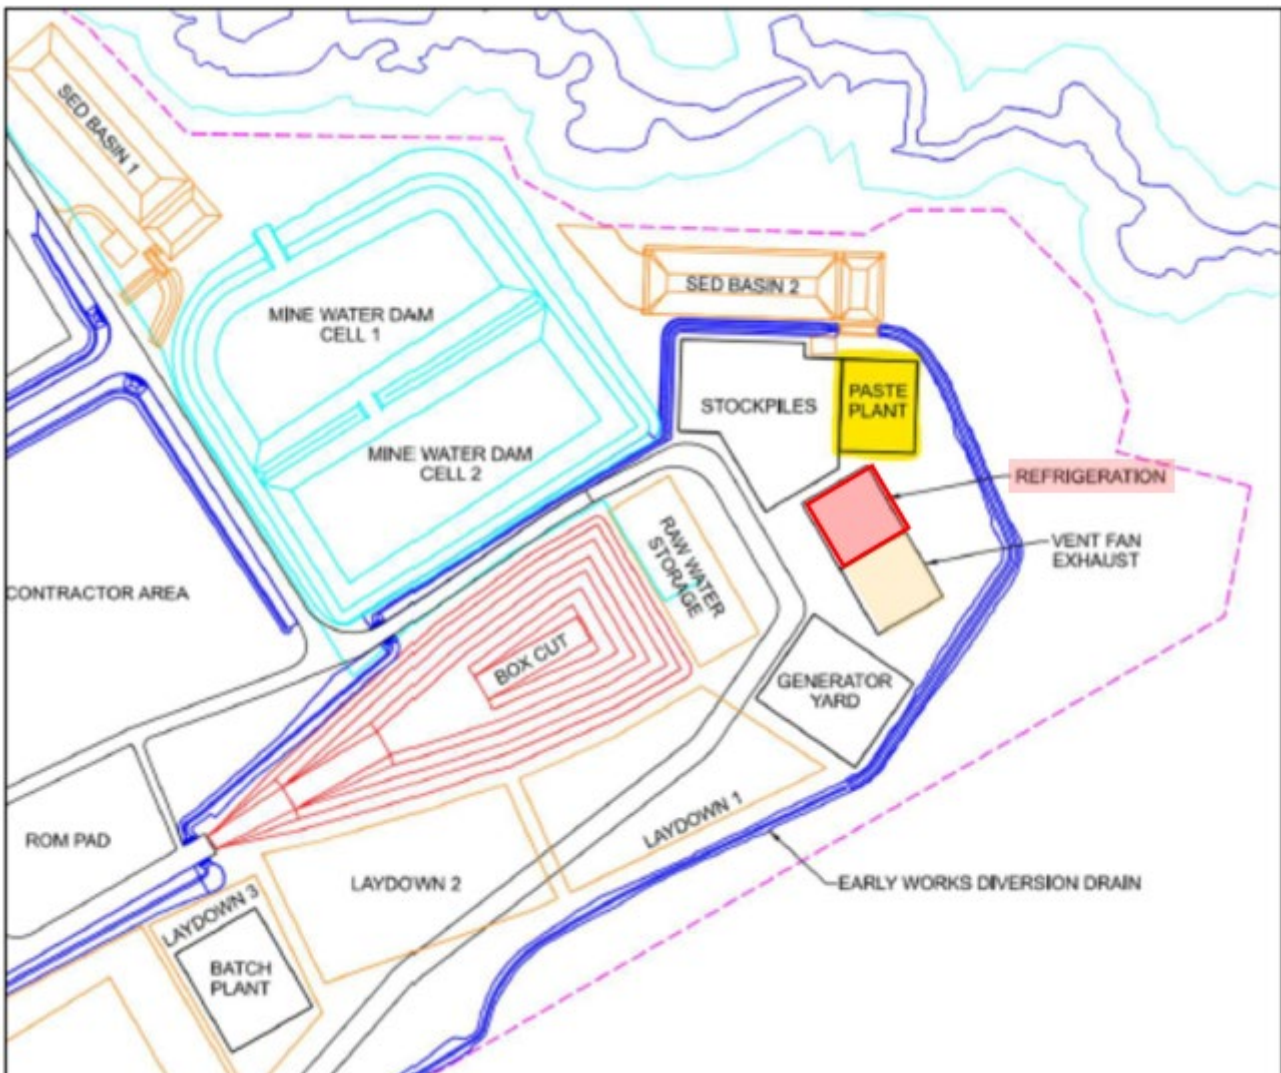 SED BASIN 1
MINE WATER DAM
CELL 1
SED BASIN 2
STOCKPILES
PASTE
PLANT
MINE WATER DAM
CELL 2
REFRIGERATION
RAW WATER
STORAGE
VENT FAN
EXHAUST
CONTRACTOR AREA
BOX CUT
GENERATOR
YARD
ROM PAD
LAYDOWN 1
LAYDOWN 2
EARLY WORKS DIVERSION DRAIN
LAYDOWN 3
BATCH
PLANT